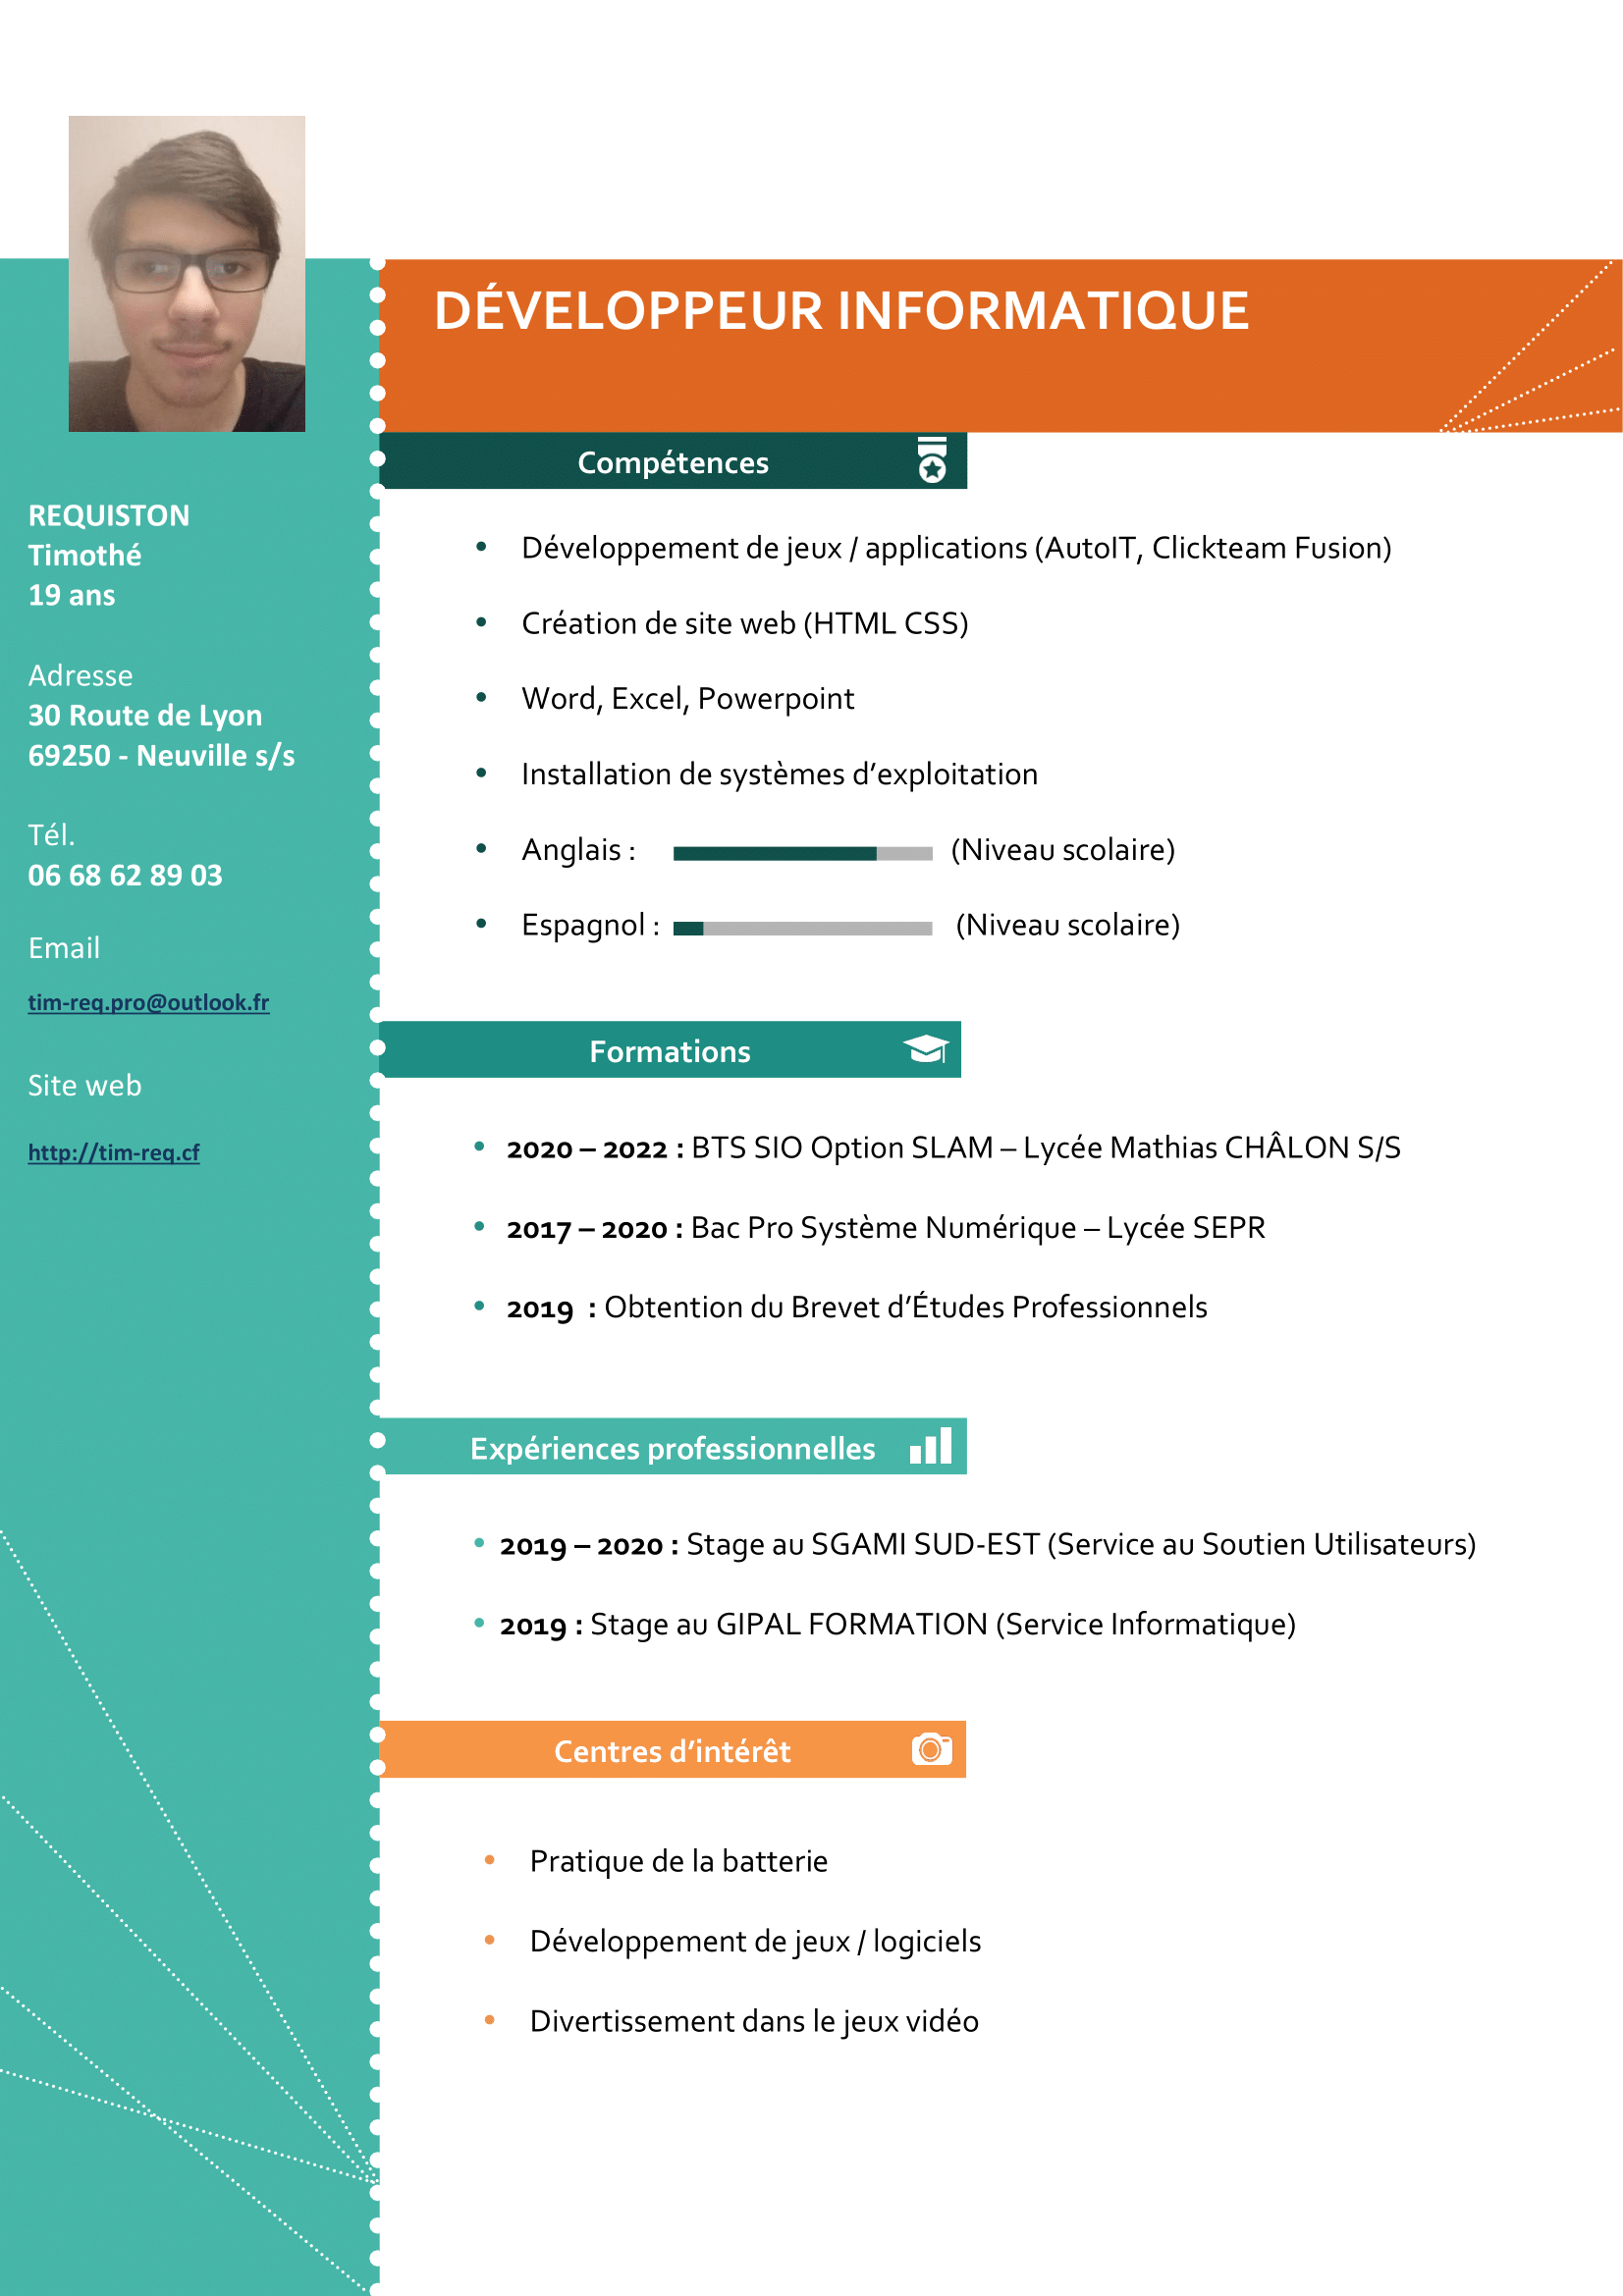 DÉVELOPPEUR INFORMATIQUE
REQUISTON
Timothé
19 ans
Adresse
30 Route de Lyon
69250 - Neuville s/s
Tél.
06 68 62 89 03
Email
tim-req.pro@outlook.fr
Site web
http://tim-req.cf
Compétences
• Développement de jeux / applications (AutoIT, Clickteam Fusion)
• Création de site web (HTML CSS)
• Word, Excel, Powerpoint
• Installation de systèmes d’exploitation
• Anglais : (Niveau scolaire)
• Espagnol : (Niveau scolaire)
Formations
• 2020 – 2022 : BTS SIO Option SLAM – Lycée Mathias CHÂLON S/S
• 2017 – 2020 : Bac Pro Système Numérique – Lycée SEPR
• 2019 : Obtention du Brevet d’Études Professionnels
Expériences professionnelles
• 2019 – 2020 : Stage au SGAMI SUD-EST (Service au Soutien Utilisateurs)
• 2019 : Stage au GIPAL FORMATION (Service Informatique)
Centres d’intérêt
• Pratique de la batterie
• Développement de jeux / logiciels
• Divertissement dans le jeux vidéo